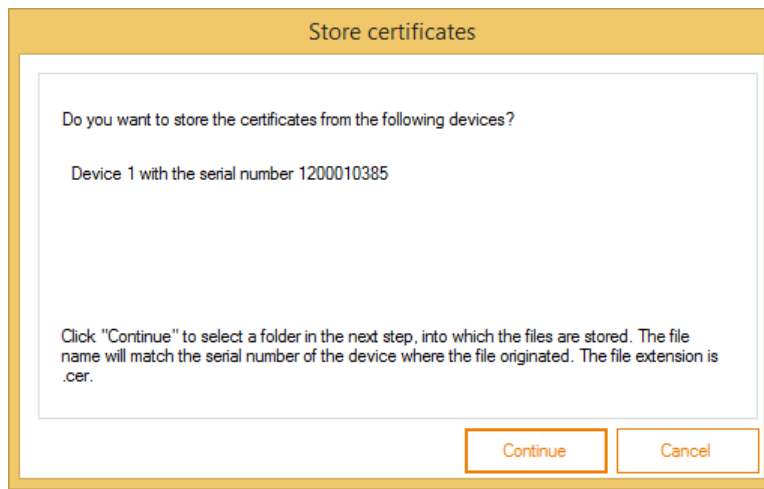 Store certificates
Do you want to store the certificates from the following devices?
Device 1 with the serial number 1200010385
Click "Continue" to select a folder in the next step, into which the files are stored. The file
name will match the serial number of the device where the file originated. The file extension is
.cer.
Continue
Cancel